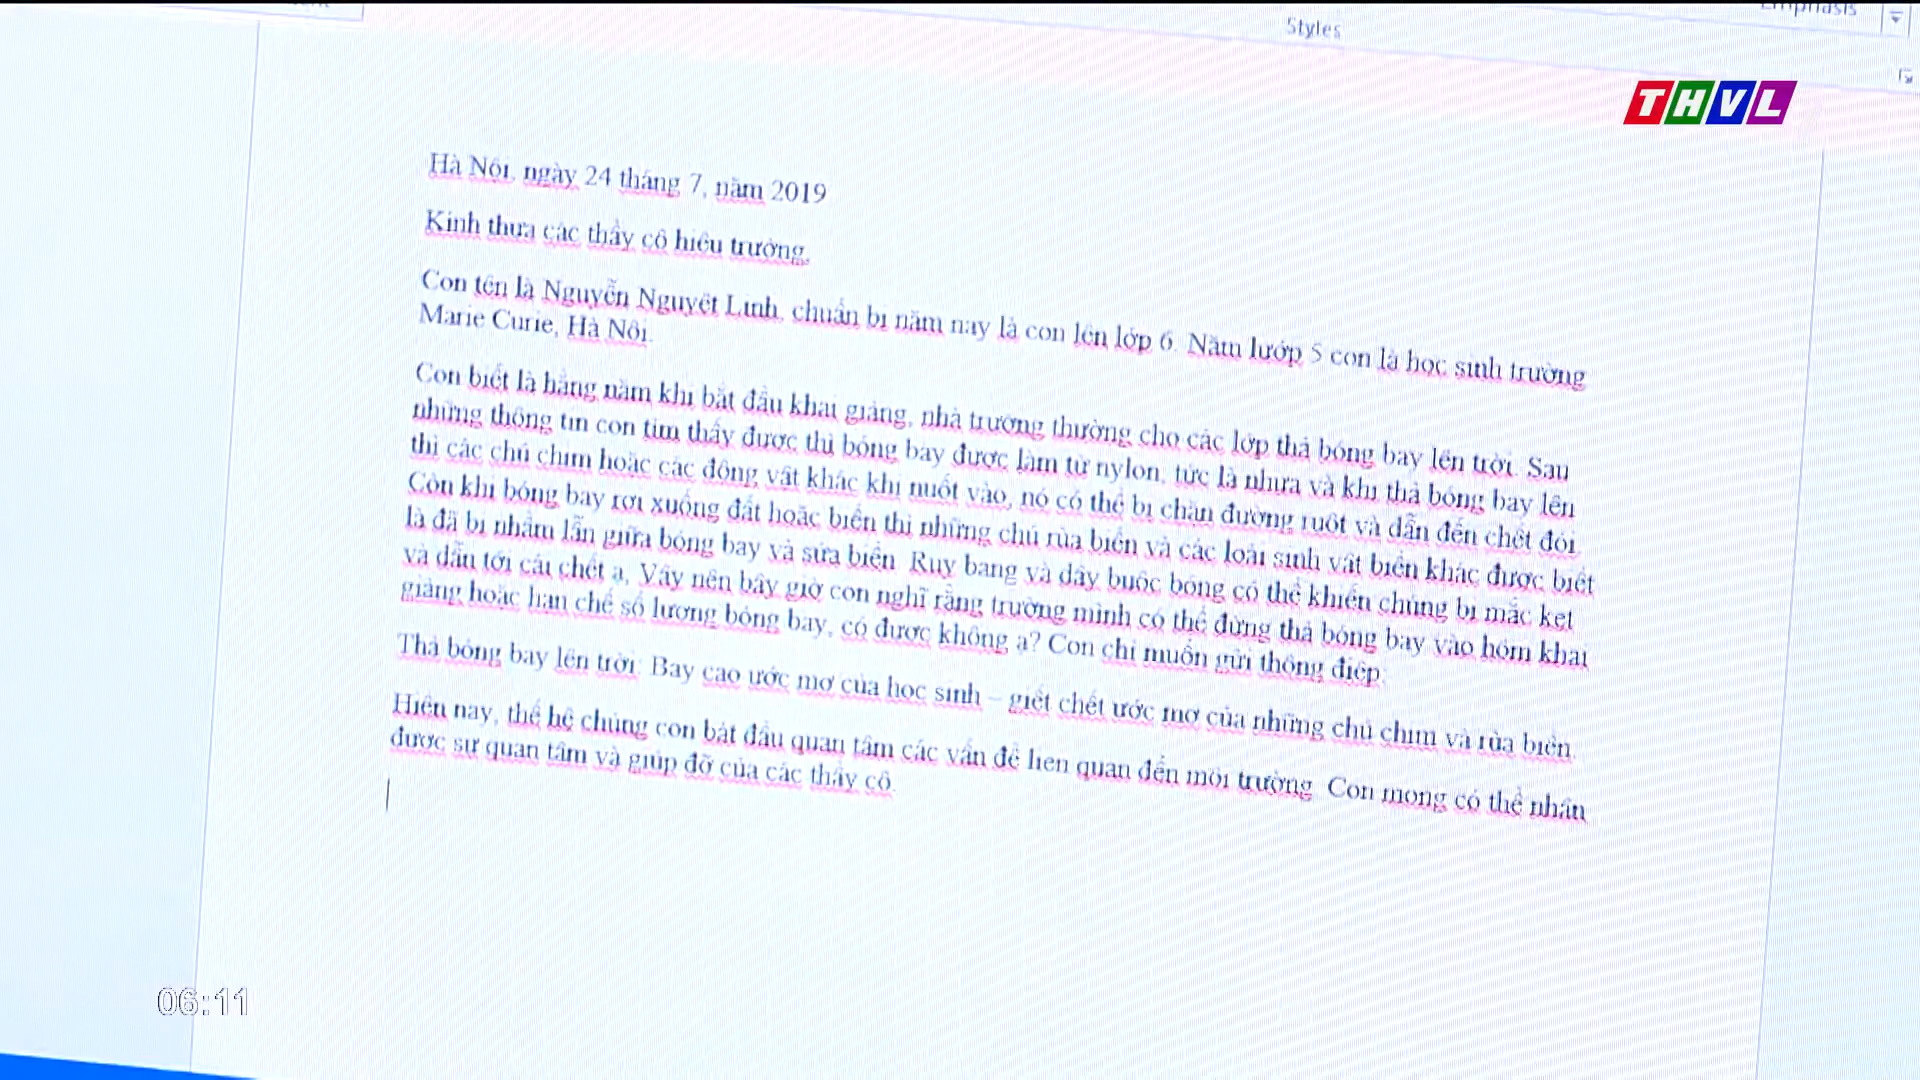 Styles
Emphasis
THVL
Hà Nội, ngày 24 tháng 7, năm 2019
Kính thưa các thầy cô hiệu trưởng,
Con tên là Nguyễn Nguyệt Linh, chuẩn bị năm nay là con lên lớp 6. Năm lướp 5 con là học sinh trường
Marie Curie, Hà Nội.
Con biết là hằng năm khi bắt đầu khai giảng, nhà trường thường cho các lớp thả bóng bay lên trời. Sau
những thông tin con tìm thấy được thì bóng bay được làm từ nylon, tức là nhựa và khi thả bóng bay lên
thì các chú chim hoặc các động vật khác khi nuốt vào, nó có thể bị chặn đường ruột và dẫn đến chết đói.
Còn khi bóng bay rơi xuống đất hoặc biển thì những chú rùa biển và các loài sinh vật biển khác được biết
là đã bị nhầm lẫn giữa bóng bay và sứa biển. Ruy bang và dây buộc bóng có thể khiến chúng bị mắc kẹt
và dẫn tới cái chết ạ. Vậy nên bây giờ con nghĩ rằng trường mình có thể đừng thả bóng bay vào hôm khai
giảng hoặc hạn chế số lượng bóng bay, có được không ạ? Con chỉ muốn gửi thông điệp:
Thả bóng bay lên trời: Bay cao ước mơ của học sinh – giết chết ước mơ của những chú chim và rùa biển.
Hiện nay, thế hệ chúng con bắt đầu quan tâm các vấn đề liên quan đến môi trường. Con mong có thể nhận
được sự quan tâm và giúp đỡ của các thầy cô.
06:11